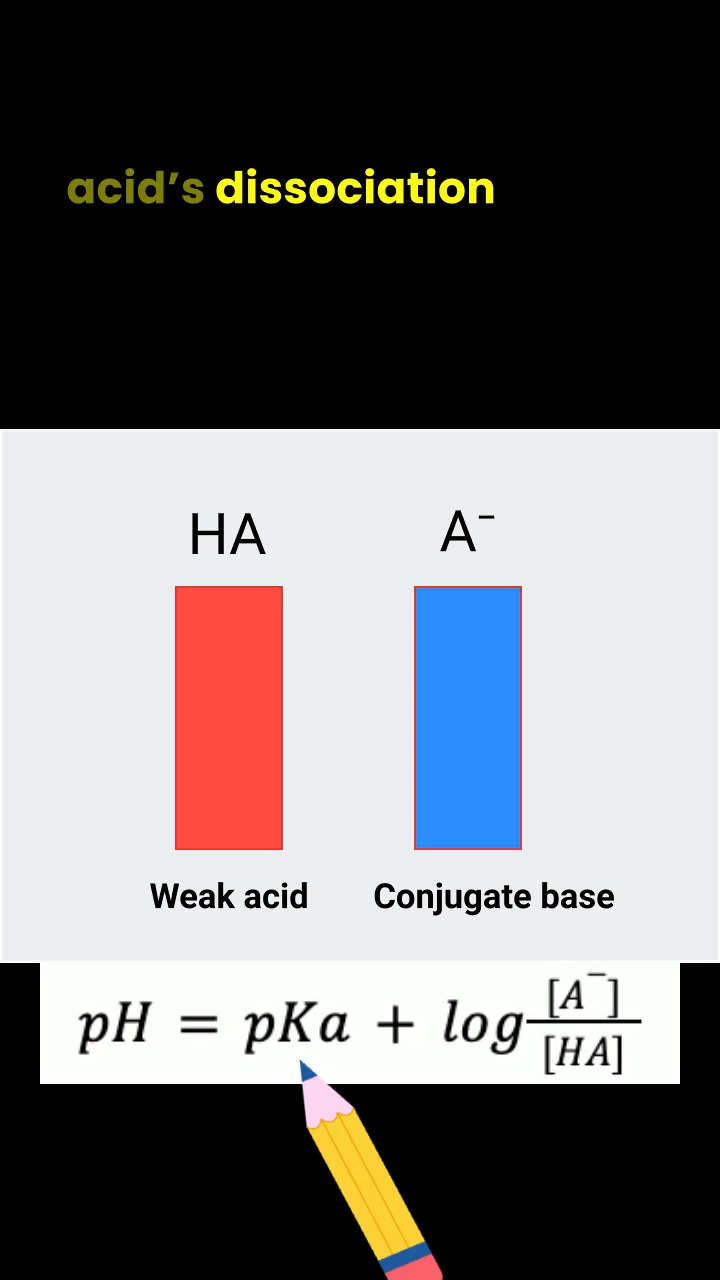 acid’s dissociation
HA A⁻
Weak acid Conjugate base
pH = pKa + log [A⁻]/[HA]